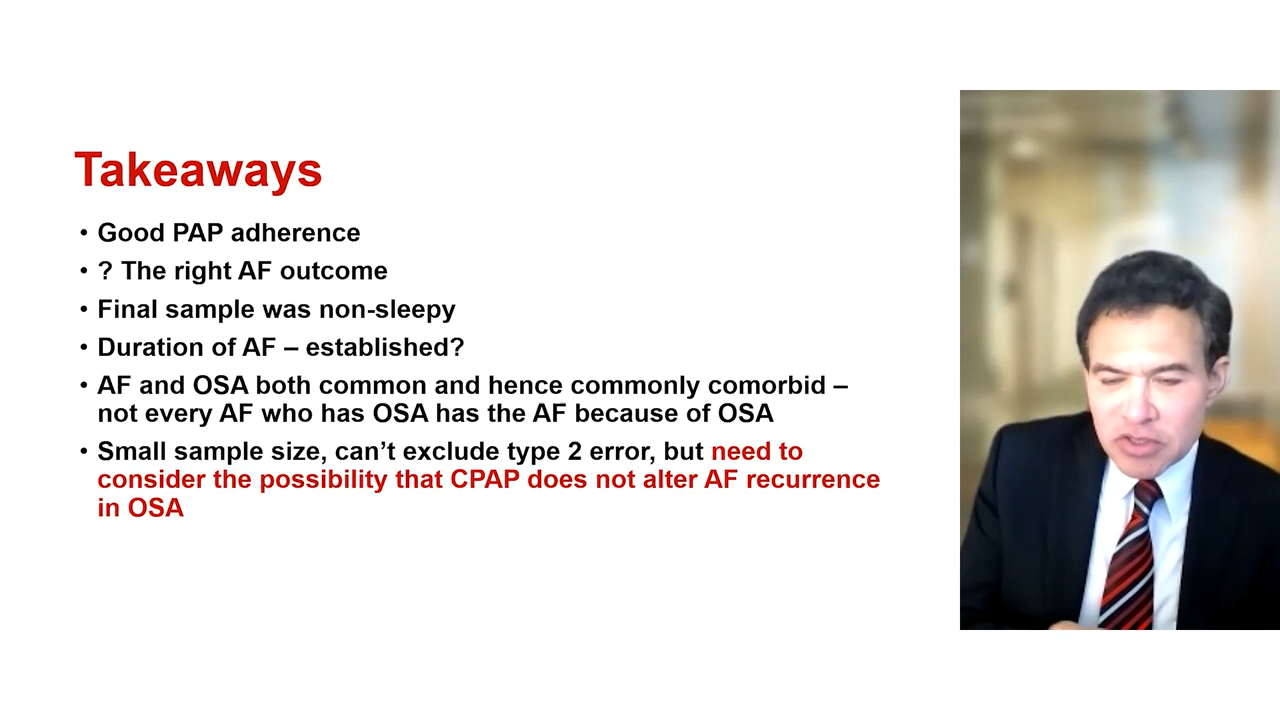 Takeaways
• Good PAP adherence
• ? The right AF outcome
• Final sample was non-sleepy
• Duration of AF – established?
• AF and OSA both common and hence commonly comorbid –
not every AF who has OSA has the AF because of OSA
• Small sample size, can’t exclude type 2 error, but need to
consider the possibility that CPAP does not alter AF recurrence
in OSA